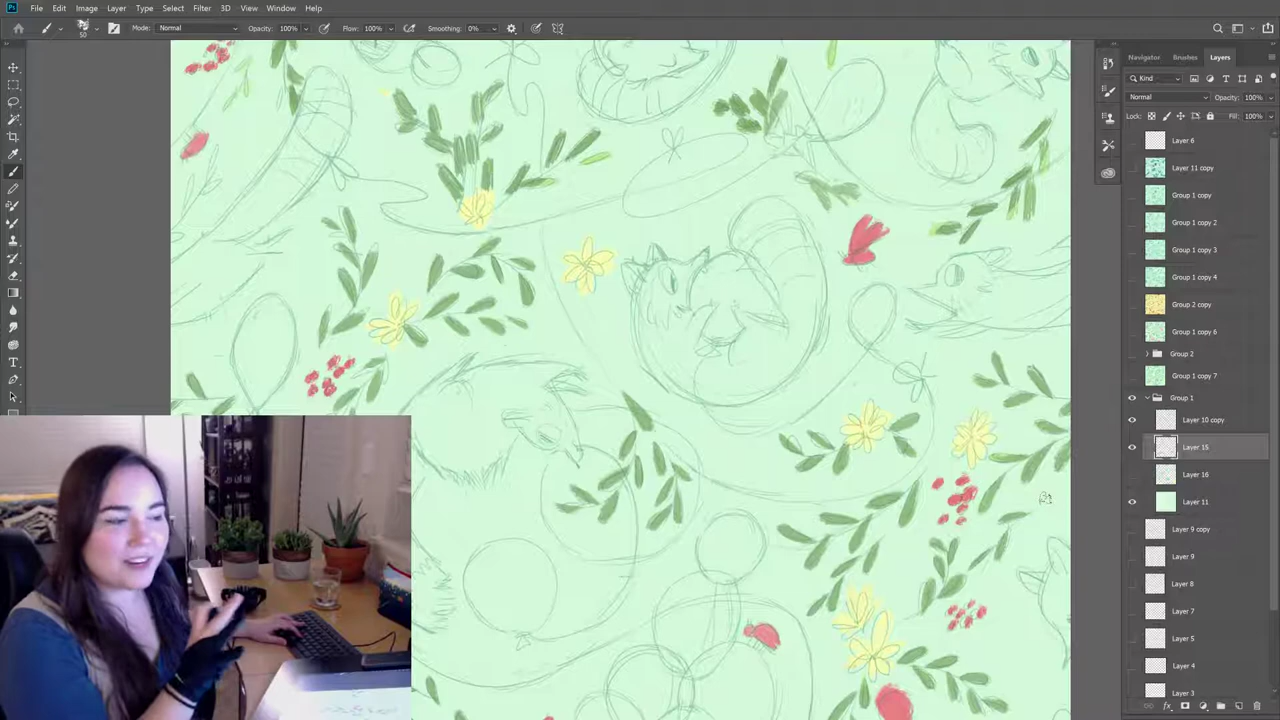 Ps File Edit Image Layer Type Select Filter 3D View Window Help
50 Mode: Normal Opacity: 100% Flow: 100% Smoothing: 0%
Navigator Brushes Layers
Kind
Normal Opacity: 100%
Lock: Fill: 100%
Layer 6
Layer 11 copy
Group 1 copy
Group 1 copy 2
Group 1 copy 3
Group 1 copy 4
Group 2 copy
Group 1 copy 6
Group 2
Group 1 copy 7
Group 1
Layer 10 copy
Layer 15
Layer 16
Layer 11
Layer 9 copy
Layer 9
Layer 8
Layer 7
Layer 5
Layer 4
Layer 3